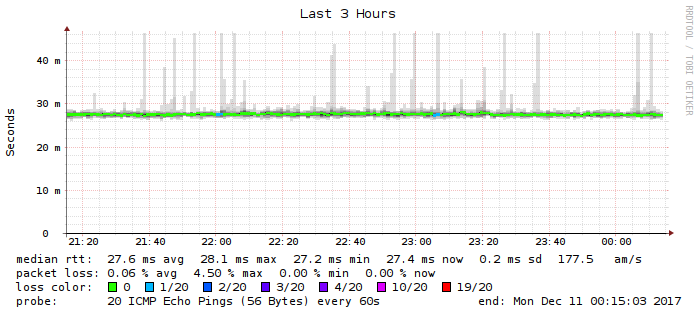 Last 3 Hours
RRDTOOL / TOBI OETIKER
Seconds
40 m
30 m
20 m
10 m
0
21:20 21:40 22:00 22:20 22:40 23:00 23:20 23:40 00:00
median rtt: 27.6 ms avg 28.1 ms max 27.2 ms min 27.4 ms now 0.2 ms sd 177.5 am/s
packet loss: 0.06 % avg 4.50 % max 0.00 % min 0.00 % now
loss color: 0 1/20 2/20 3/20 4/20 10/20 19/20
probe: 20 ICMP Echo Pings (56 Bytes) every 60s end: Mon Dec 11 00:15:03 2017